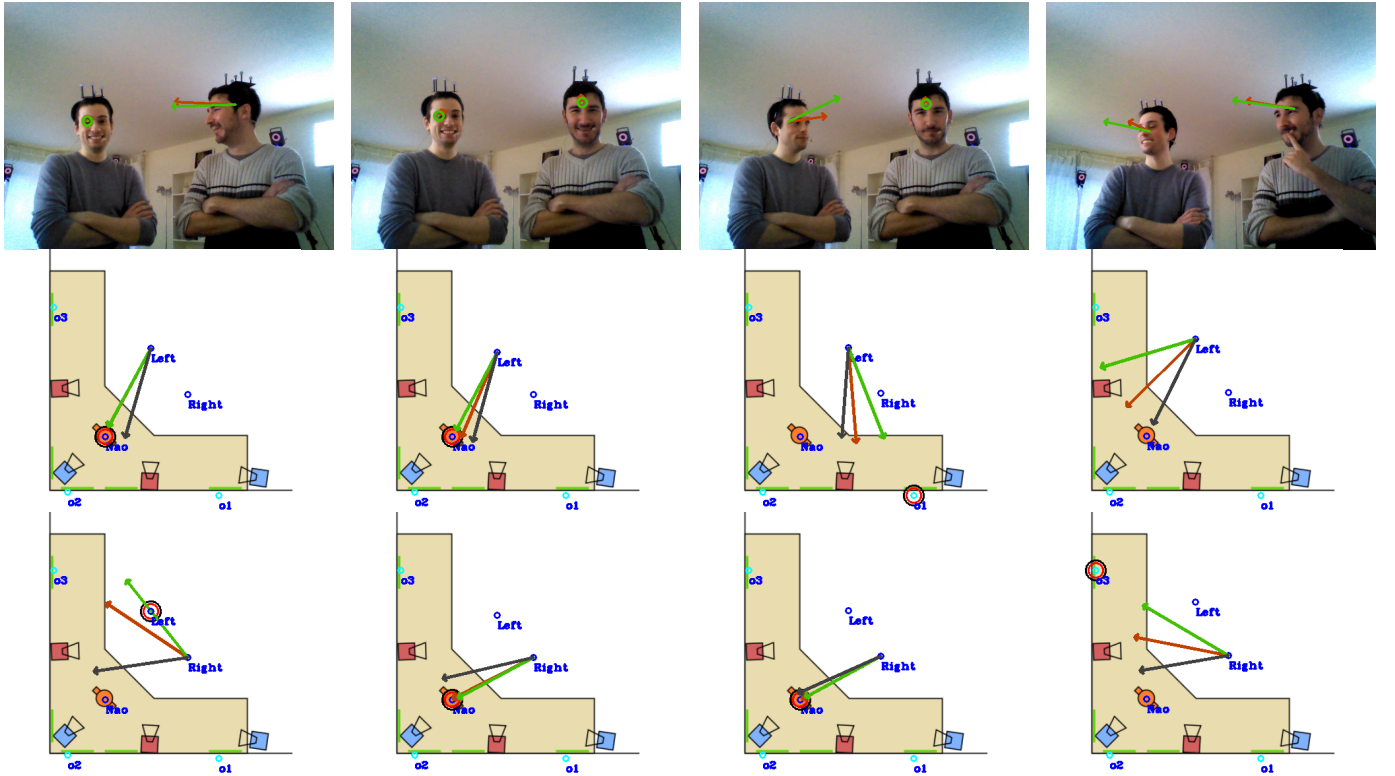 o3
Left
Right
Nao
o2
o1
o3
Left
Right
Nao
o2
o1
o3
Left
Right
Nao
o2
o1
o3
Left
Right
Nao
o2
o1
o3
Left
Right
Nao
o2
o1
o3
Left
Right
Nao
o2
o1
o3
Left
Right
Nao
o2
o1
o3
Left
Right
Nao
o2
o1